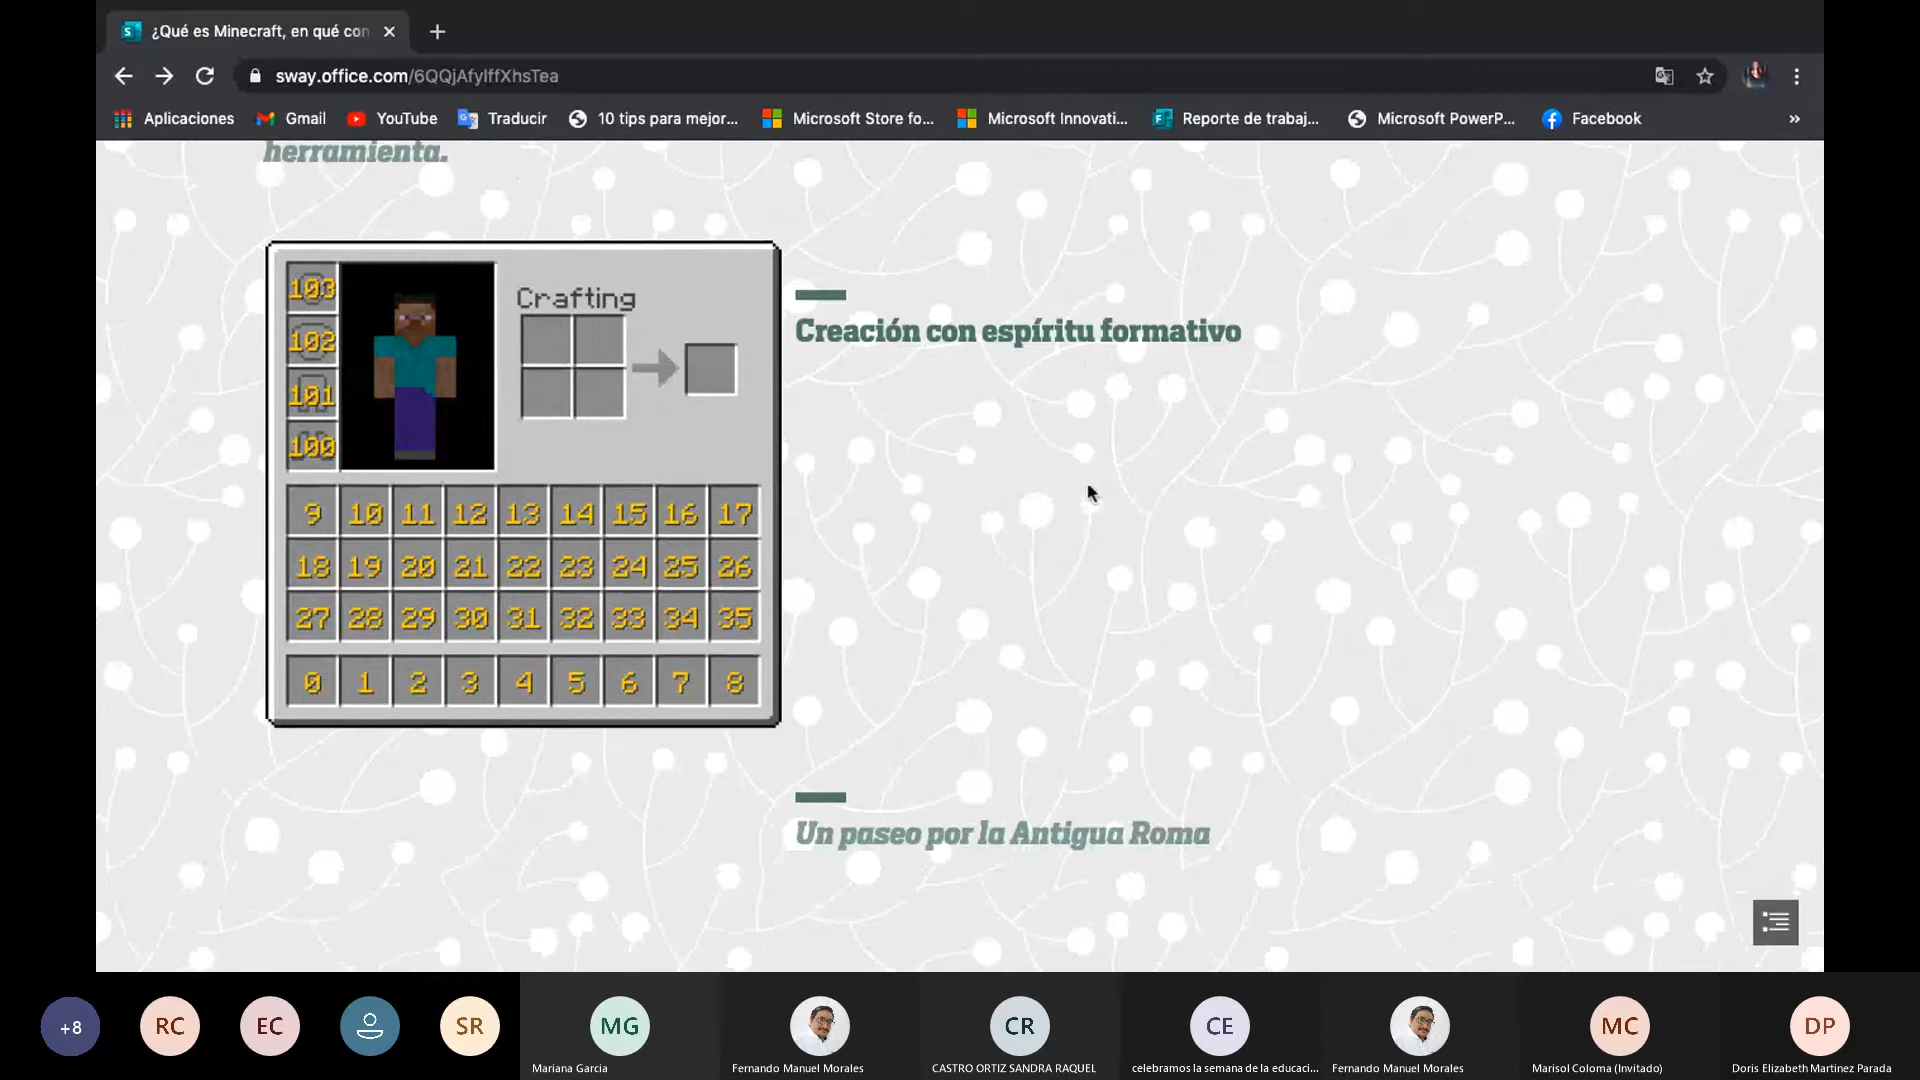 ¿Qué es Minecraft, en qué con
sway.office.com/6QQjAfylffXhsTea
Aplicaciones Gmail YouTube Traducir 10 tips para mejor... Microsoft Store fo... Microsoft Innovati... Reporte de trabaj... Microsoft PowerP... Facebook »
herramienta.
103
102
101
100
Crafting
9 10 11 12 13 14 15 16 17
18 19 20 21 22 23 24 25 26
27 28 29 30 31 32 33 34 35
0 1 2 3 4 5 6 7 8
Creación con espíritu formativo
Un paseo por la Antigua Roma
+8 RC EC SR MG CR CE MC DP
Mariana Garcia Fernando Manuel Morales CASTRO ORTIZ SANDRA RAQUEL celebramos la semana de la educaci... Fernando Manuel Morales Marisol Coloma (Invitado) Doris Elizabeth Martinez Parada